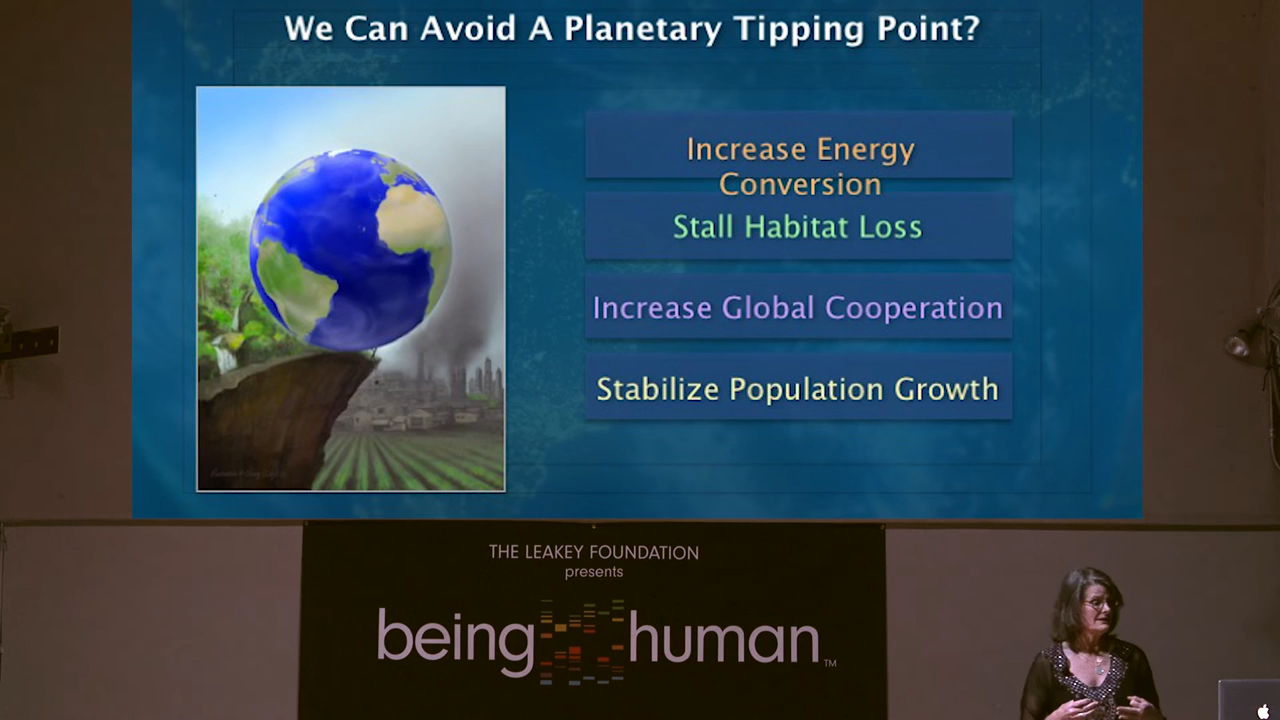 We Can Avoid A Planetary Tipping Point?
Increase Energy
Conversion
Stall Habitat Loss
Increase Global Cooperation
Stabilize Population Growth
THE LEAKEY FOUNDATION
presents
being human™